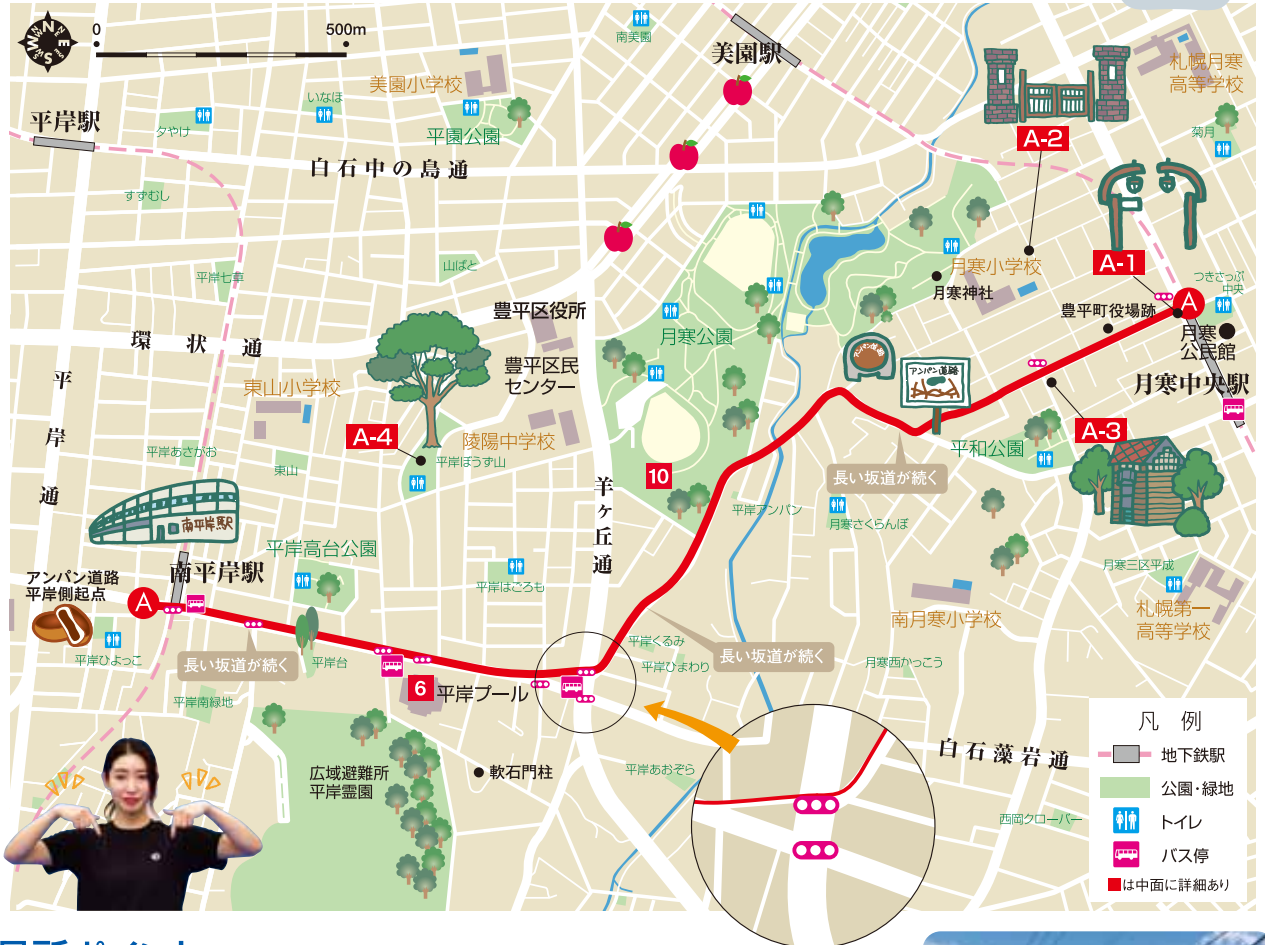 N
E
S
W
0
500m
南美園
美園駅
美園小学校
札幌月寒
高等学校
いなほ
平岸駅
夕やけ
平園公園
菊月
A-2
白石中の島通
すずむし
A-1
つきさっぷ
中央
平岸七草
山ばと
月寒小学校
月寒神社
A
豊平区役所
豊平町役場跡
月寒
公民館
環状通
月寒公園
豊平区民
センター
アンパン道路
アンパン道路
月寒中央駅
平岸通
東山小学校
A-4
陵陽中学校
平岸ぼうず山
A-3
平和公園
平岸あさがお
東山
10
長い坂道が続く
羊ヶ丘通
平岸アンパン
月寒さくらんぼ
南平岸駅
平岸高台公園
南平岸駅
アンパン道路
平岸側起点
A
平岸はごろも
月寒三区平成
南月寒小学校
札幌第一
高等学校
平岸ひよっこ
長い坂道が続く
平岸台
平岸くるみ
平岸ひまわり
長い坂道が続く
月寒西かっこう
6
平岸プール
平岸南緑地
広域避難所
平岸霊園
軟石門柱
平岸あおぞら
白石藻岩通
西岡クローバー
凡例
地下鉄駅
公園・緑地
トイレ
バス停
■は中面に詳細あり